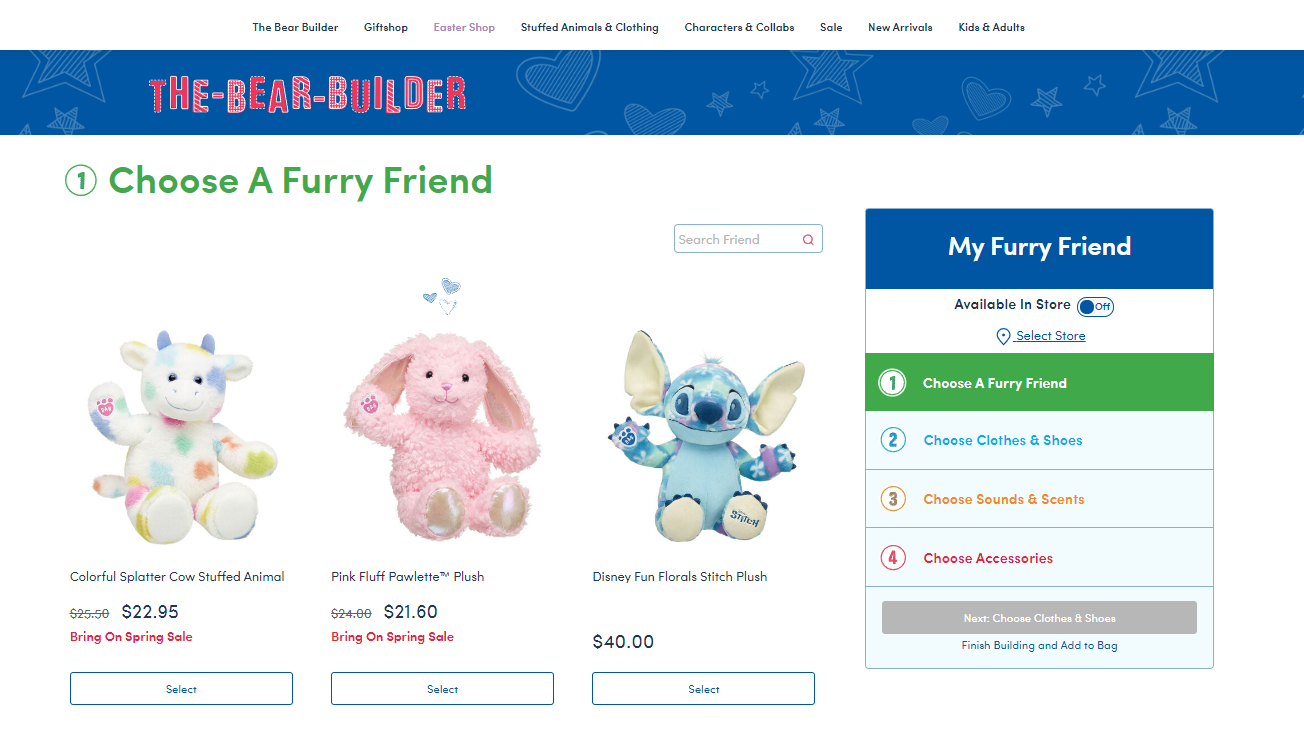 The Bear Builder Giftshop Easter Shop Stuffed Animals & Clothing Characters & Collabs Sale New Arrivals Kids & Adults
THE-BEAR-BUILDER
1 Choose A Furry Friend
Search Friend
Colorful Splatter Cow Stuffed Animal
$25.50 $22.95
Bring On Spring Sale
Select
Pink Fluff Pawlette™ Plush
$24.00 $21.60
Bring On Spring Sale
Select
Stitch
Disney Fun Florals Stitch Plush
$40.00
Select
My Furry Friend
Available In Store Off
Select Store
1 Choose A Furry Friend
2 Choose Clothes & Shoes
3 Choose Sounds & Scents
4 Choose Accessories
Next: Choose Clothes & Shoes
Finish Building and Add to Bag